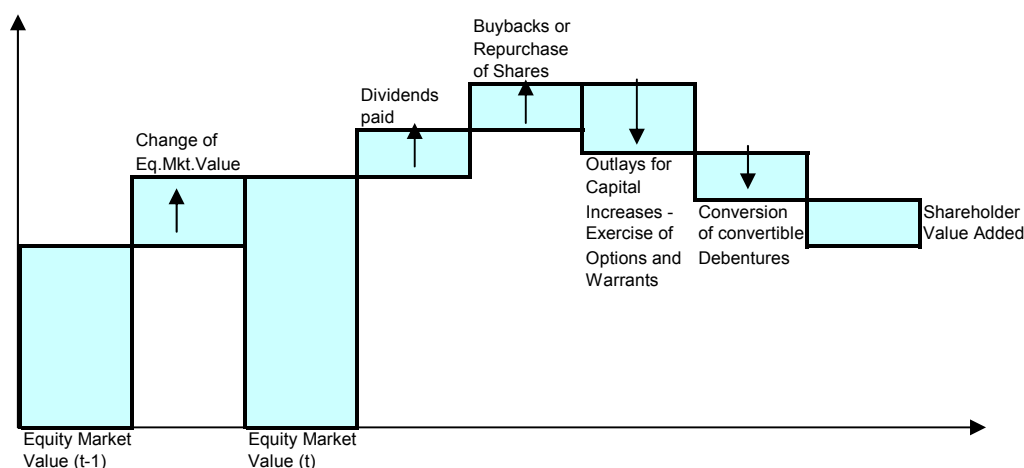 Buybacks or
Repurchase
of Shares
Dividends
paid
Change of
Eq.Mkt.Value
Outlays for
Capital
Increases -
Exercise of
Options and
Warrants
Conversion
of convertible
Debentures
Shareholder
Value Added
Equity Market
Value (t-1)
Equity Market
Value (t)